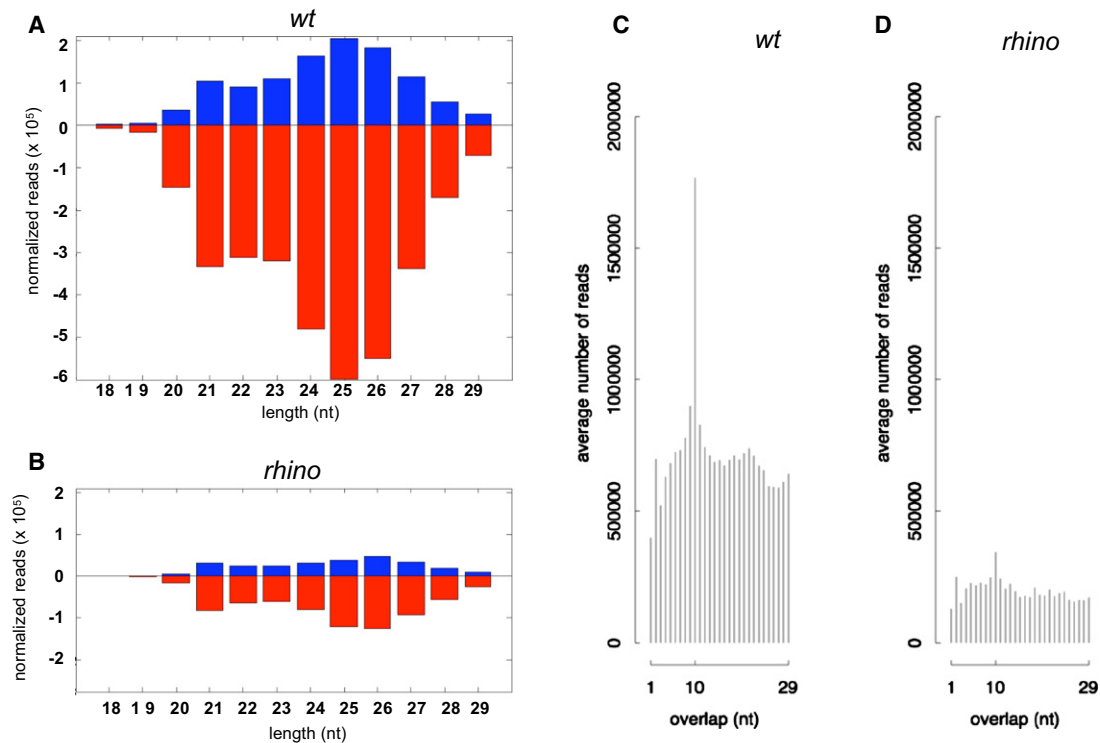 A
wt
2
1
0
-1
-2
-3
-4
-5
-6
normalized reads (x 10⁵)
18 1 9 20 21 22 23 24 25 26 27 28 29
length (nt)
B
rhino
2
1
0
-1
-2
normalized reads (x 10⁵)
18 1 9 20 21 22 23 24 25 26 27 28 29
length (nt)
C
wt
2000000
1500000
1000000
500000
0
average number of reads
1 10 29
overlap (nt)
D
rhino
2000000
1500000
1000000
500000
0
average number of reads
1 10 29
overlap (nt)